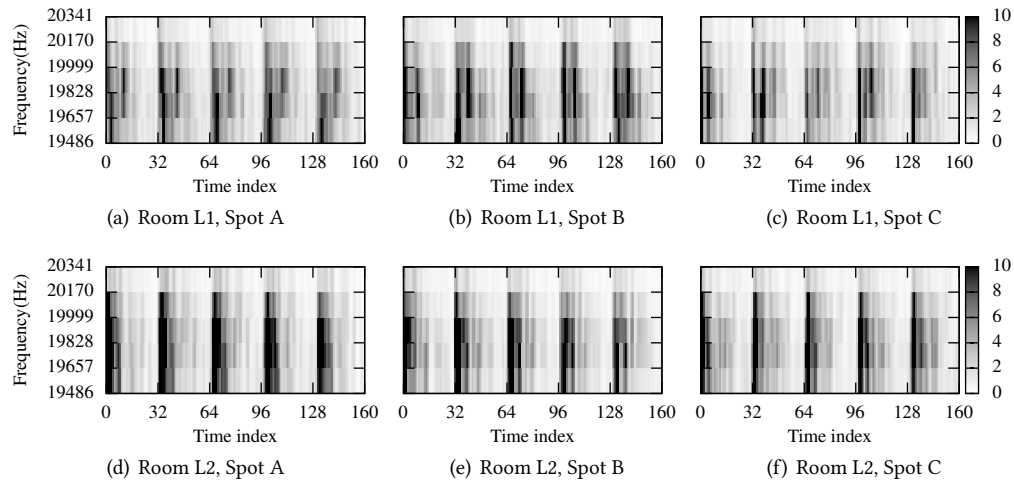 20341
20170
19999
19828
19657
19486
Frequency(Hz)
0 32 64 96 128 160
Time index
(a) Room L1, Spot A
0 32 64 96 128 160
Time index
(b) Room L1, Spot B
0 32 64 96 128 160
Time index
(c) Room L1, Spot C
10
8
6
4
2
0
20341
20170
19999
19828
19657
19486
Frequency(Hz)
0 32 64 96 128 160
Time index
(d) Room L2, Spot A
0 32 64 96 128 160
Time index
(e) Room L2, Spot B
0 32 64 96 128 160
Time index
(f) Room L2, Spot C
10
8
6
4
2
0